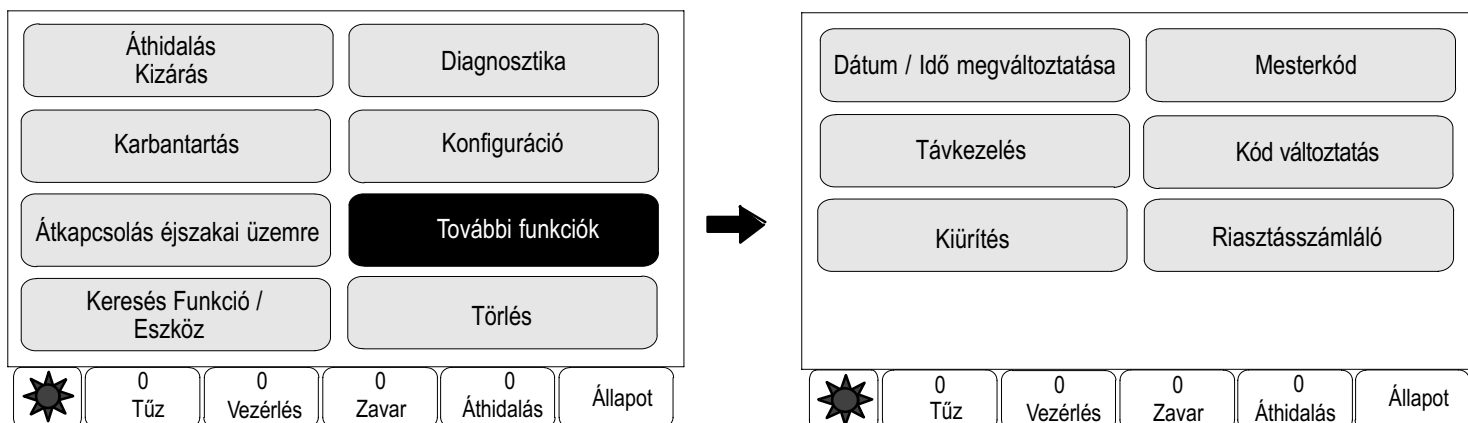 Áthidalás
Kizárás
Diagnosztika
Karbantartás
Konfiguráció
Átkapcsolás éjszakai üzemre
További funkciók
Keresés Funkció /
Eszköz
Törlés
0
Tűz
0
Vezérlés
0
Zavar
0
Áthidalás
Állapot
Dátum / Idő megváltoztatása
Mesterkód
Távkezelés
Kód változtatás
Kiürítés
Riasztásszámláló
0
Tűz
0
Vezérlés
0
Zavar
0
Áthidalás
Állapot